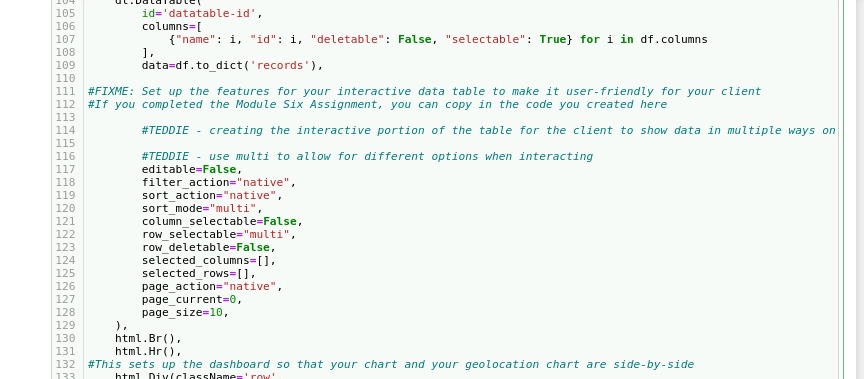 104    dt.DataTable(
105        id='datatable-id',
106        columns=[
107            {"name": i, "id": i, "deletable": False, "selectable": True} for i in df.columns
108        ],
109        data=df.to_dict('records'),
110
111 #FIXME: Set up the features for your interactive data table to make it user-friendly for your client
112 #If you completed the Module Six Assignment, you can copy in the code you created here
113
114        #TEDDIE - creating the interactive portion of the table for the client to show data in multiple ways on
115
116        #TEDDIE - use multi to allow for different options when interacting
117        editable=False,
118        filter_action="native",
119        sort_action="native",
120        sort_mode="multi",
121        column_selectable=False,
122        row_selectable="multi",
123        row_deletable=False,
124        selected_columns=[],
125        selected_rows=[],
126        page_action="native",
127        page_current=0,
128        page_size=10,
129    ),
130    html.Br(),
131    html.Hr(),
132 #This sets up the dashboard so that your chart and your geolocation chart are side-by-side
133    html.Div(className='row',